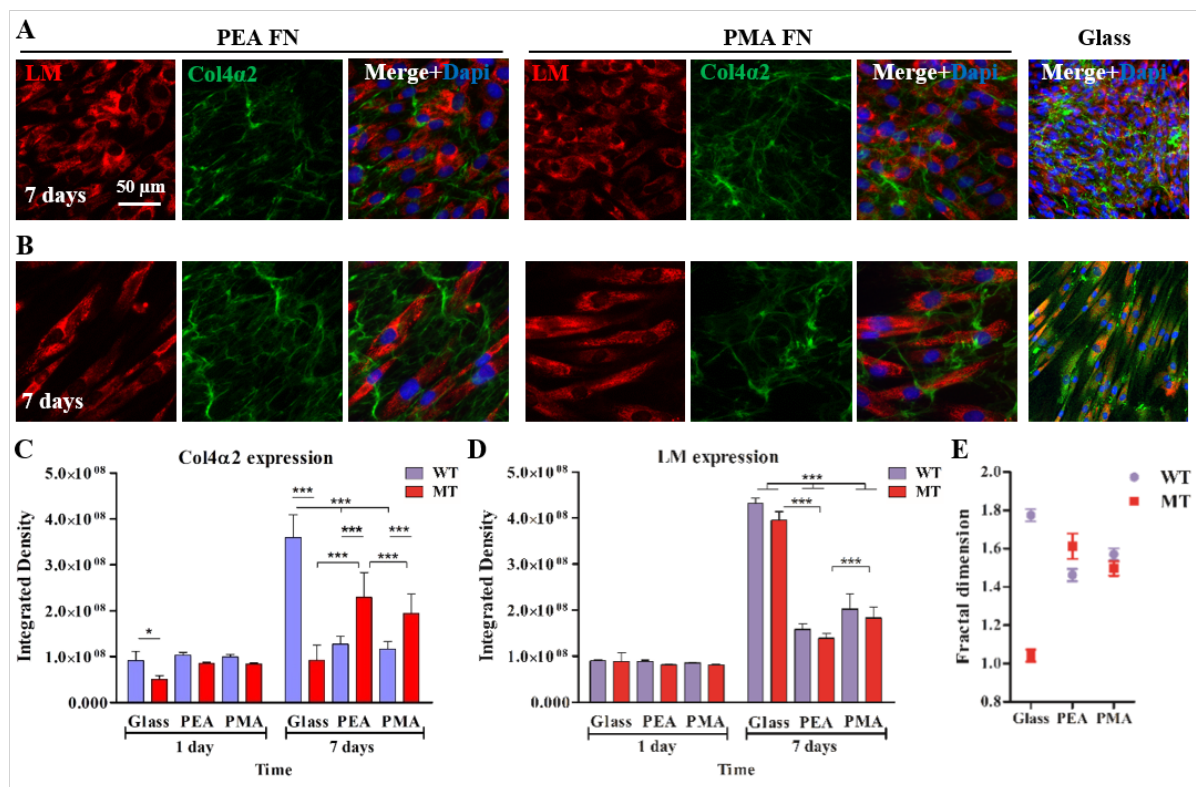 A
PEA FN
PMA FN
Glass
LM
Col4α2
Merge+Dapi
LM
Col4α2
Merge+Dapi
Merge+Dapi
7 days
50 μm
B
7 days
C
Col4α2 expression
WT
MT
Integrated Density
5.0×10⁰⁸
4.0×10⁰⁸
3.0×10⁰⁸
2.0×10⁰⁸
1.0×10⁰⁸
0.000
*
***
***
***
***
***
***
Glass PEA PMA Glass PEA PMA
1 day 7 days
Time
D
LM expression
WT
MT
Integrated Density
5.0×10⁰⁸
4.0×10⁰⁸
3.0×10⁰⁸
2.0×10⁰⁸
1.0×10⁰⁸
0.000
***
***
***
Glass PEA PMA Glass PEA PMA
1 day 7 days
Time
E
WT
MT
Fractal dimension
2.0
1.8
1.6
1.4
1.2
1.0
0.8
Glass PEA PMA